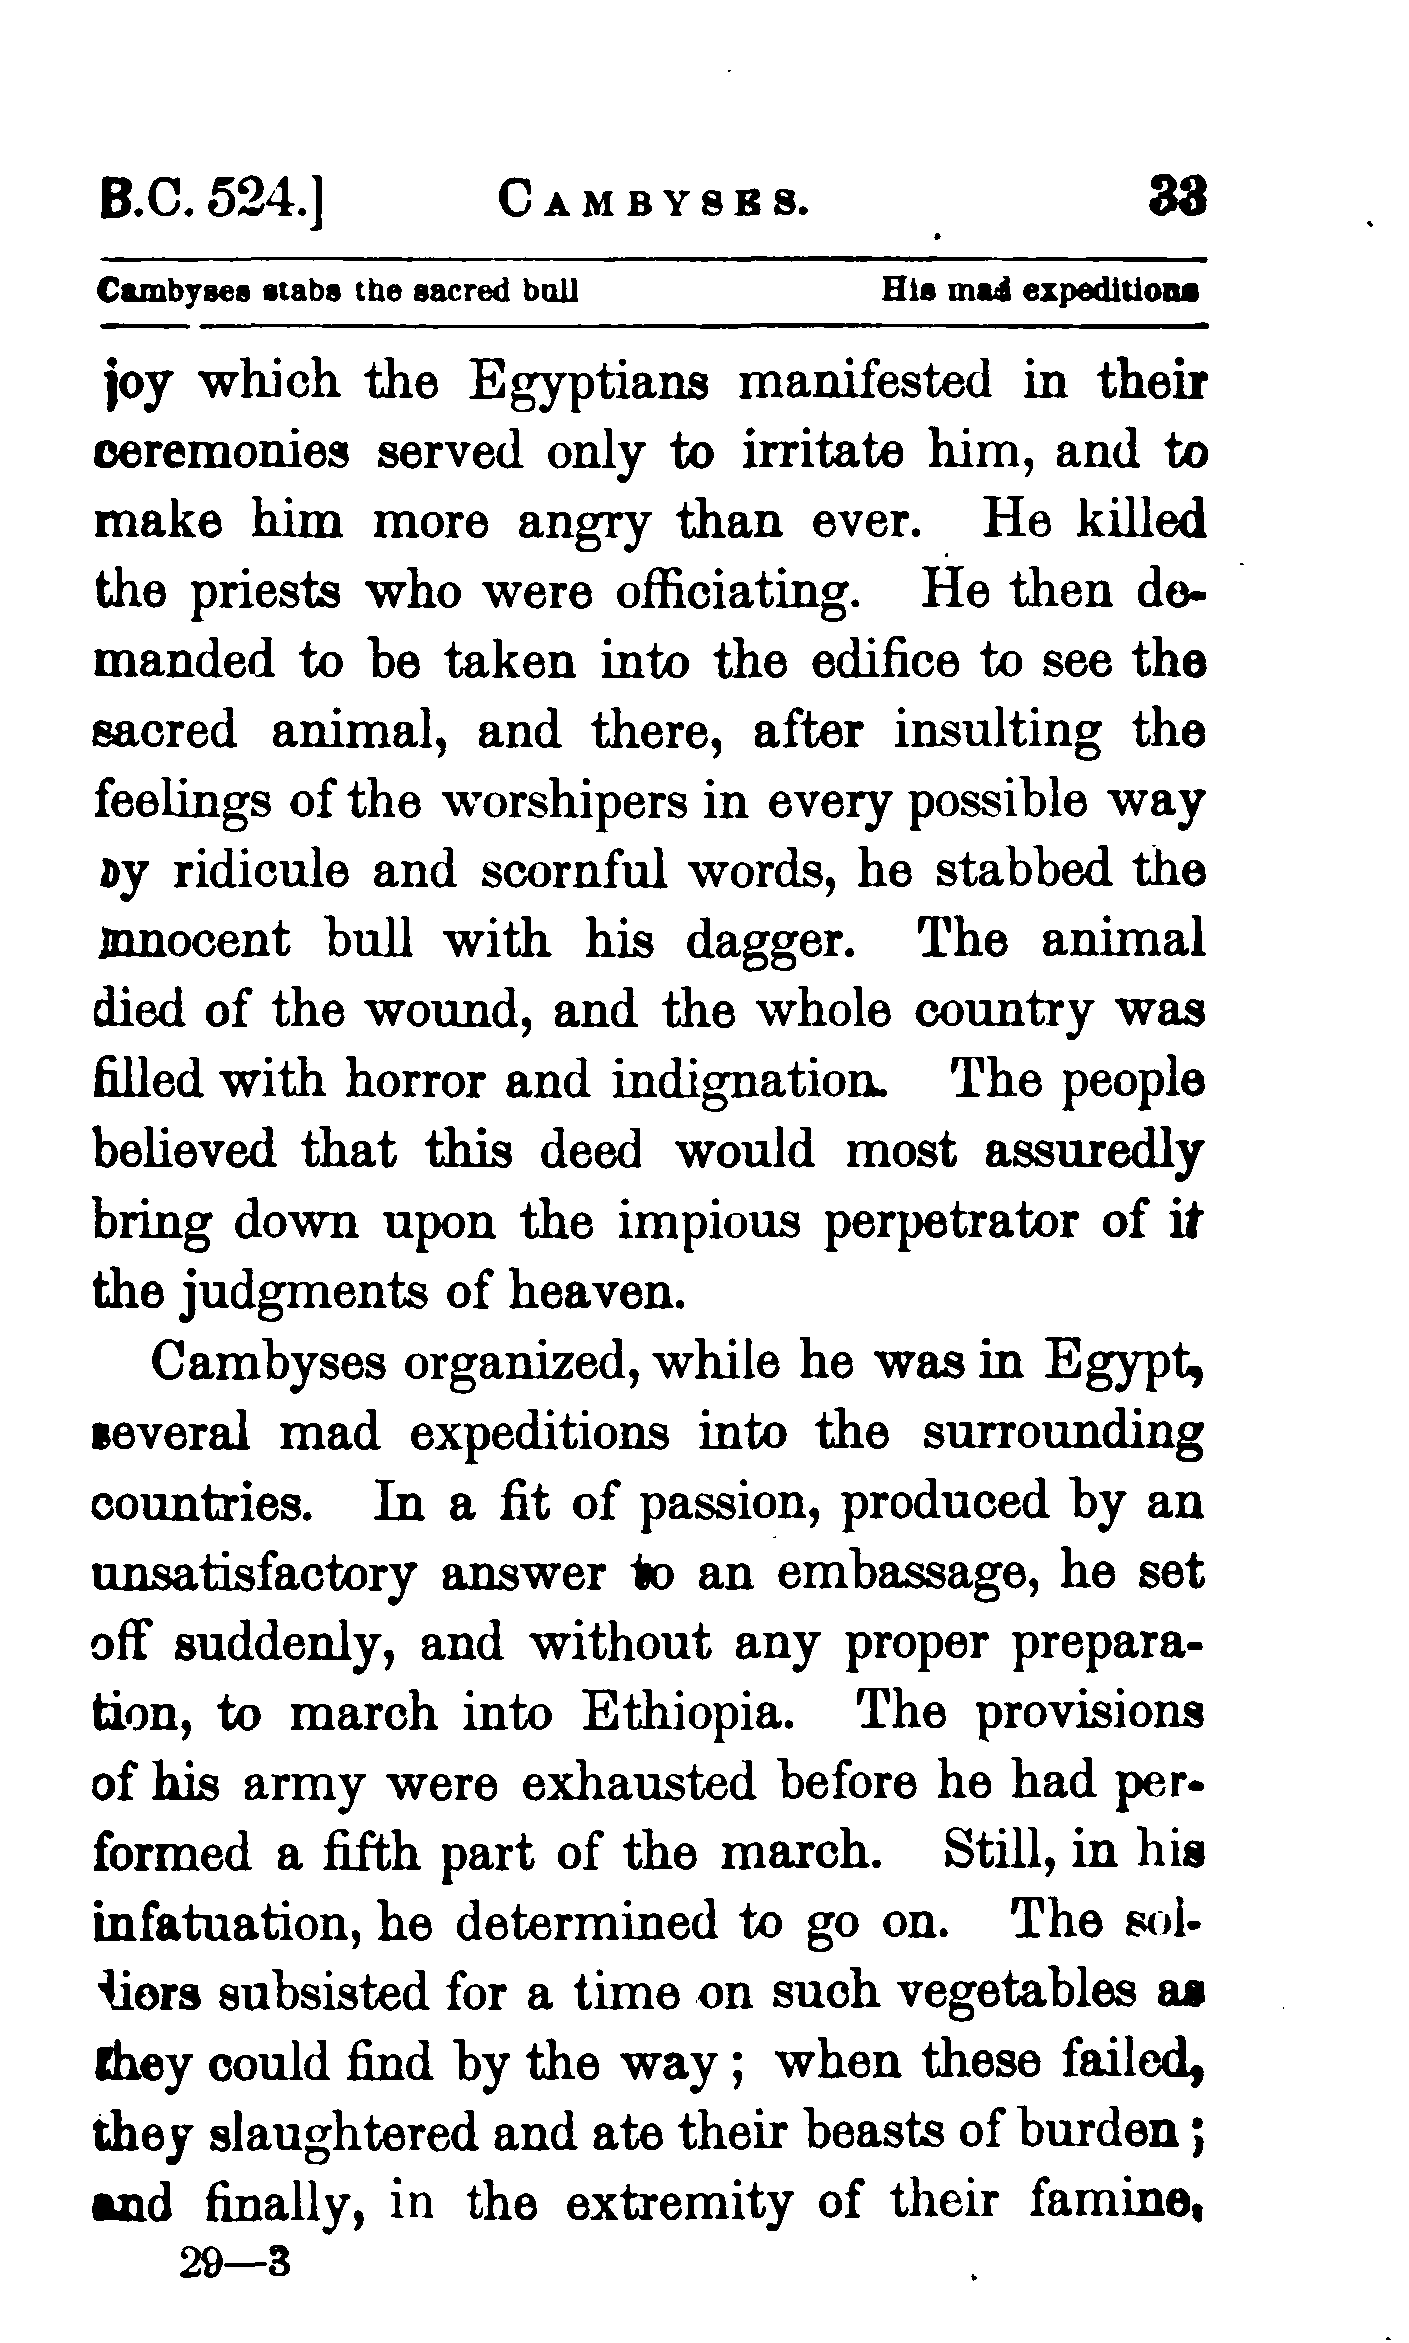 B.C. 524.] CAMBYSES. 33
Cambyses stabs the sacred bull His mad expeditions
joy which the Egyptians manifested in their
ceremonies served only to irritate him, and to
make him more angry than ever. He killed
the priests who were officiating. He then de-
manded to be taken into the edifice to see the
sacred animal, and there, after insulting the
feelings of the worshipers in every possible way
by ridicule and scornful words, he stabbed the
innocent bull with his dagger. The animal
died of the wound, and the whole country was
filled with horror and indignation. The people
believed that this deed would most assuredly
bring down upon the impious perpetrator of it
the judgments of heaven.
Cambyses organized, while he was in Egypt,
several mad expeditions into the surrounding
countries. In a fit of passion, produced by an
unsatisfactory answer to an embassage, he set
off suddenly, and without any proper prepara-
tion, to march into Ethiopia. The provisions
of his army were exhausted before he had per-
formed a fifth part of the march. Still, in his
infatuation, he determined to go on. The sol-
diers subsisted for a time on such vegetables as
they could find by the way; when these failed,
they slaughtered and ate their beasts of burden;
and finally, in the extremity of their famine,
29—3